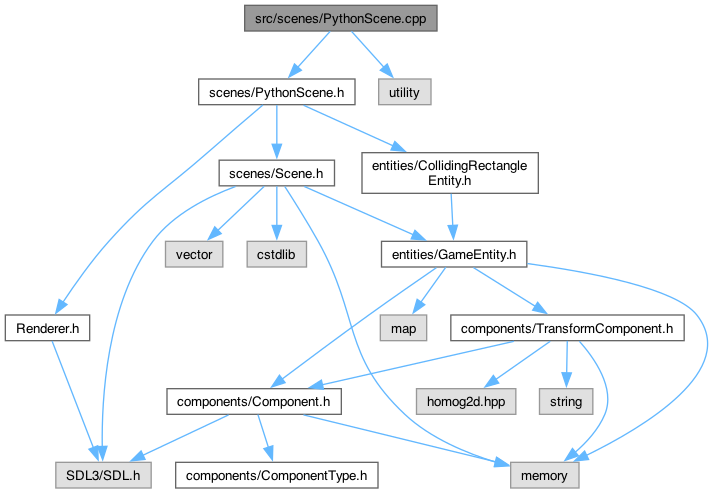 src/scenes/PythonScene.cpp
scenes/PythonScene.h
utility
entities/CollidingRectangle
Entity.h
scenes/Scene.h
vector
cstdlib
entities/GameEntity.h
Renderer.h
map
components/TransformComponent.h
components/Component.h
homog2d.hpp
string
SDL3/SDL.h
components/ComponentType.h
memory